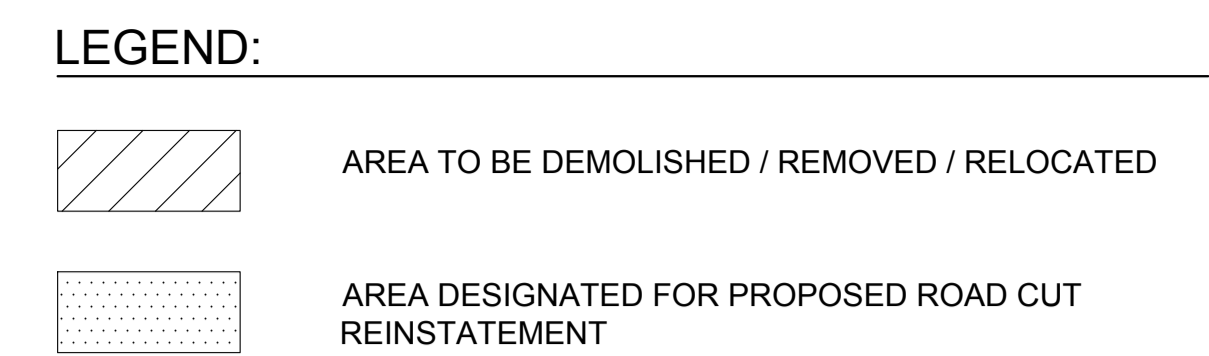 LEGEND:
AREA TO BE DEMOLISHED / REMOVED / RELOCATED
AREA DESIGNATED FOR PROPOSED ROAD CUT
REINSTATEMENT